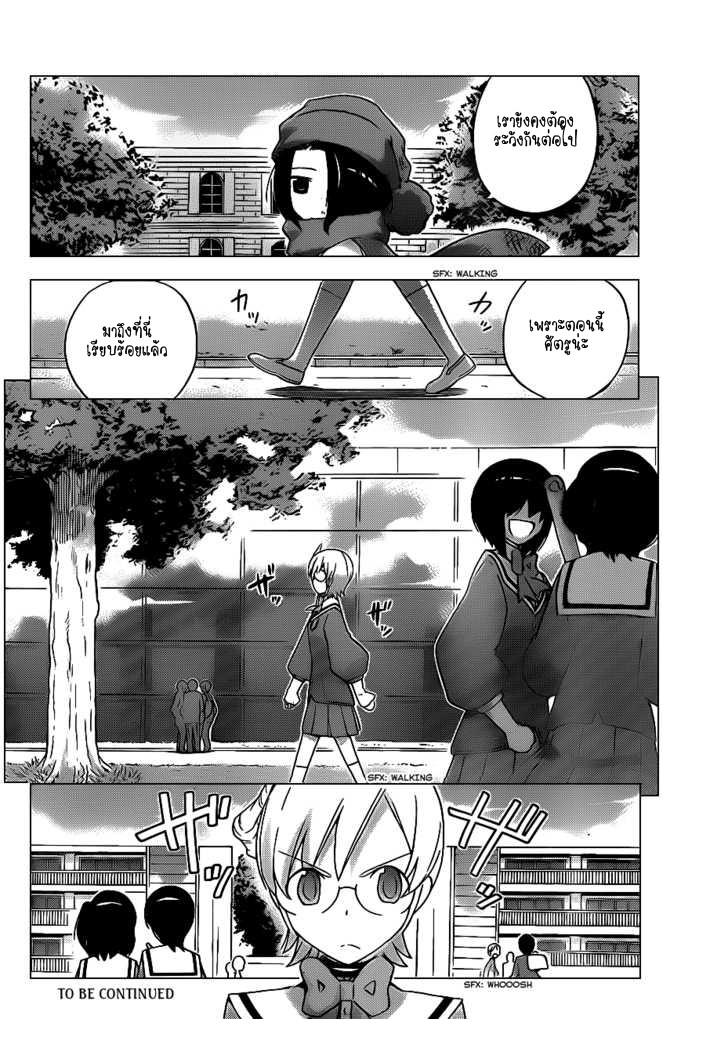 เรายังคงต้อง
ระวังกันต่อไป
SFX: WALKING
เพราะตอนนี้
ศัตรูน่ะ
カッ
カッ
มาถึงที่นี่
เรียบร้อยแล้ว
ザッ
ザッ
SFX: WALKING
ザッ
ザッ
SFX: WHOOOSH
TO BE CONTINUED